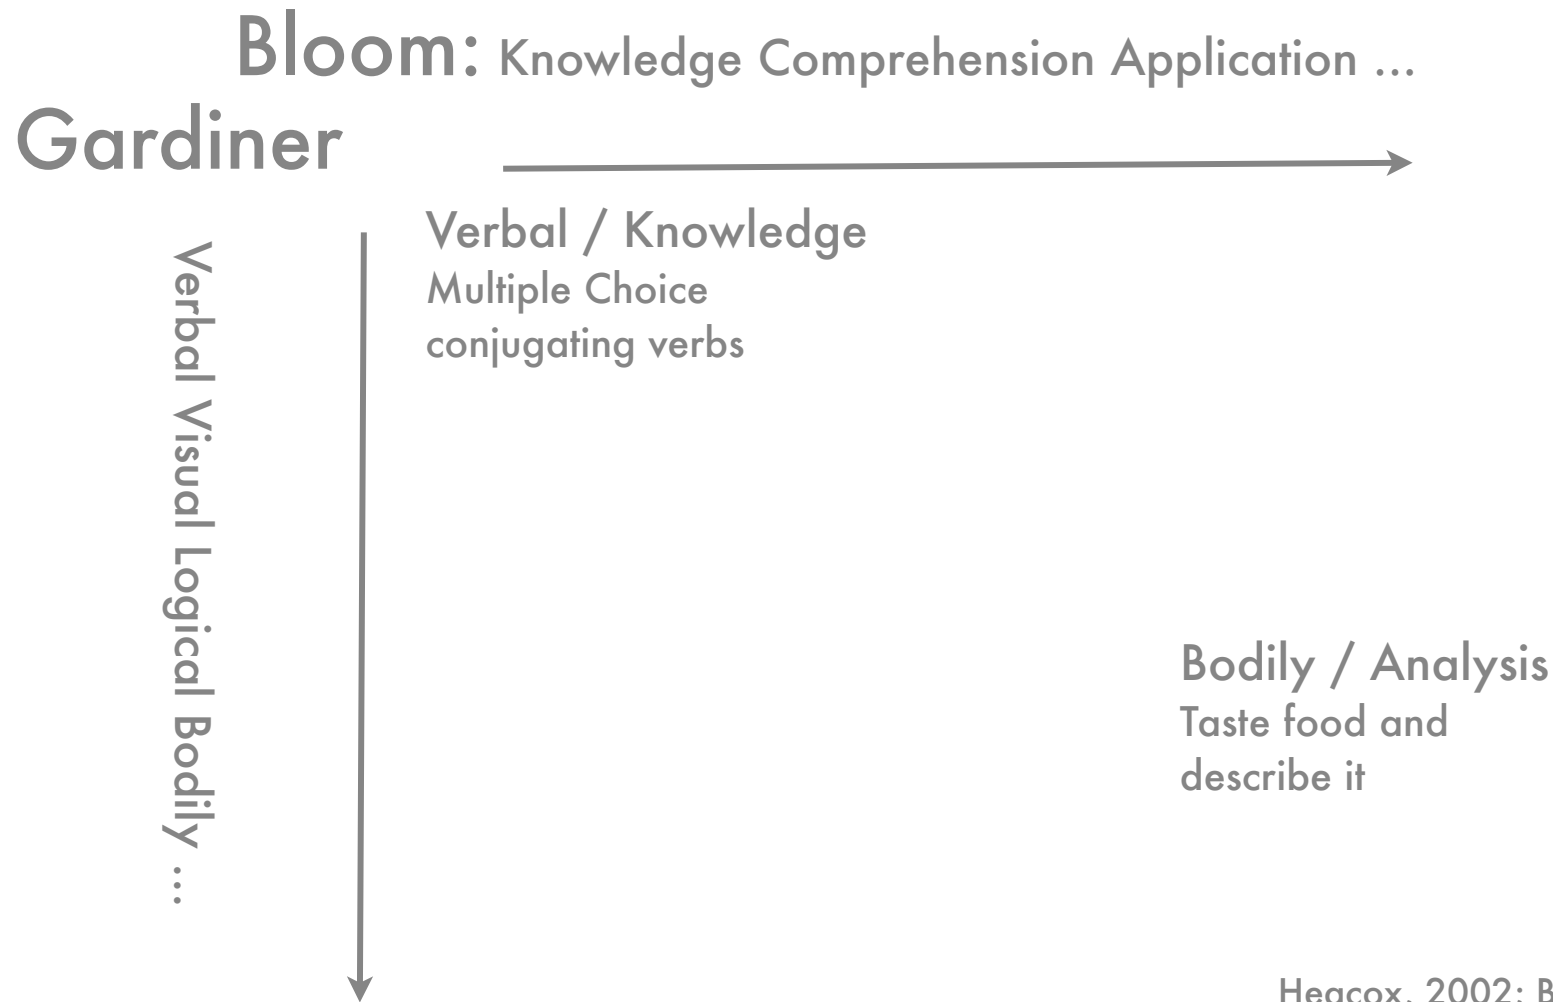 Bloom: Knowledge Comprehension Application ...
Gardiner
Verbal Visual Logical Bodily ...
Verbal / Knowledge
Multiple Choice
conjugating verbs
Bodily / Analysis
Taste food and
describe it
Heacox, 2002; B